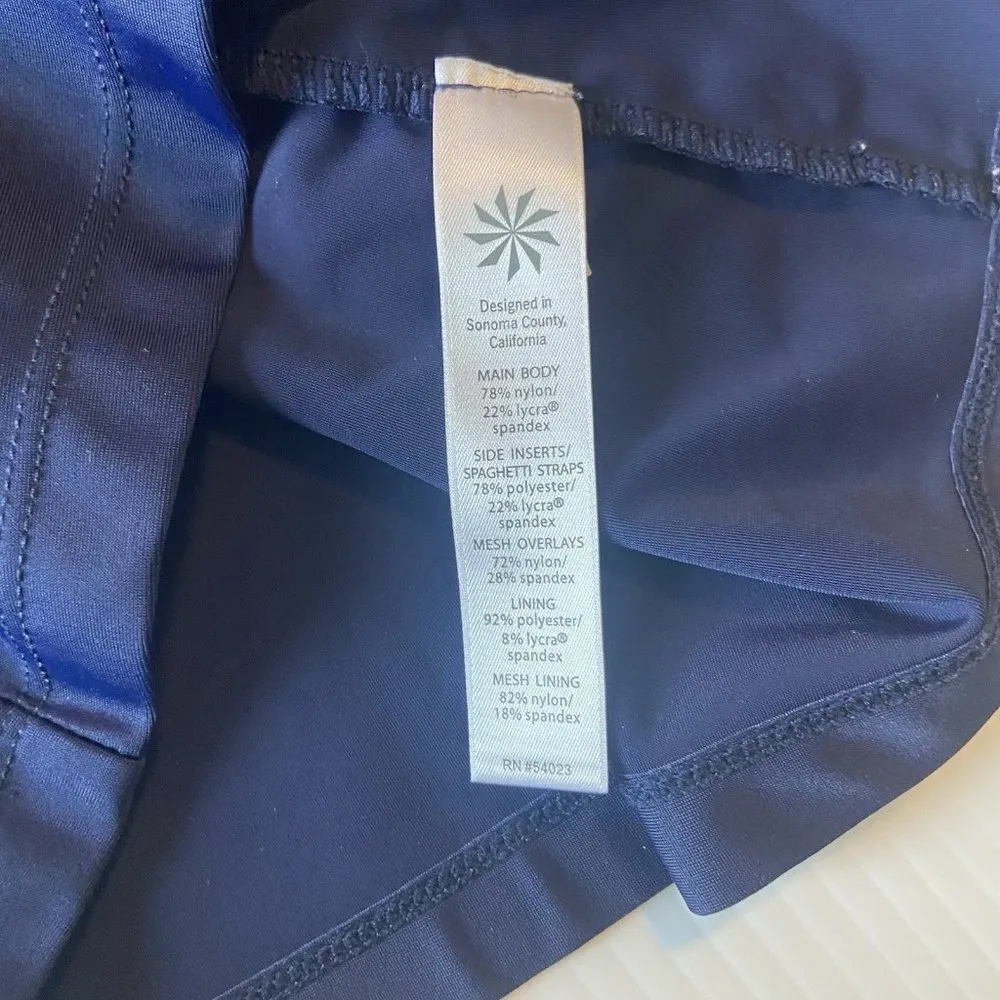 Designed in
Sonoma County,
California
MAIN BODY
78% nylon/
22% lycra®
spandex
SIDE INSERTS/
SPAGHETTI STRAPS
78% polyester/
22% lycra®
spandex
MESH OVERLAYS
72% nylon/
28% spandex
LINING
92% polyester/
8% lycra®
spandex
MESH LINING
82% nylon/
18% spandex
RN #54023